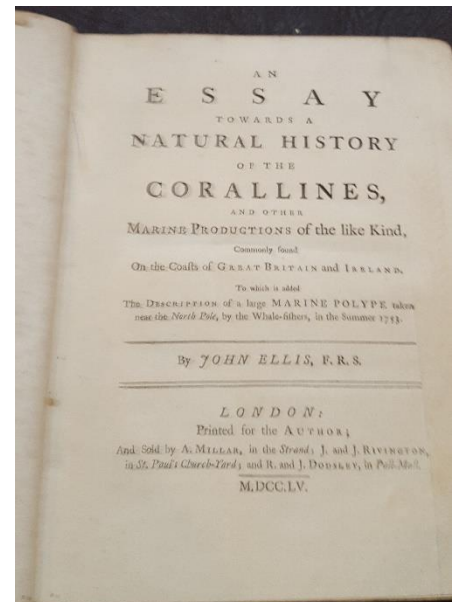 AN
ESSAY
TOWARDS A
NATURAL HISTORY
OF THE
CORALLINES,
AND OTHER
MARINE PRODUCTIONS of the like Kind,
Commonly found
On the Coaſts of GREAT BRITAIN and IRELAND.
To which is added
The DESCRIPTION of a large MARINE POLYPE taken
near the North Pole, by the Whale-fiſhers, in the Summer 1753.
By JOHN ELLIS, F.R.S.
LONDON:
Printed for the AUTHOR;
And Sold by A. MILLAR, in the Strand; J. and J. RIVINGTON,
in St. Paul's Church-Yard; and R. and J. DODSLEY, in Pall-Mall.
M,DCC,LV.